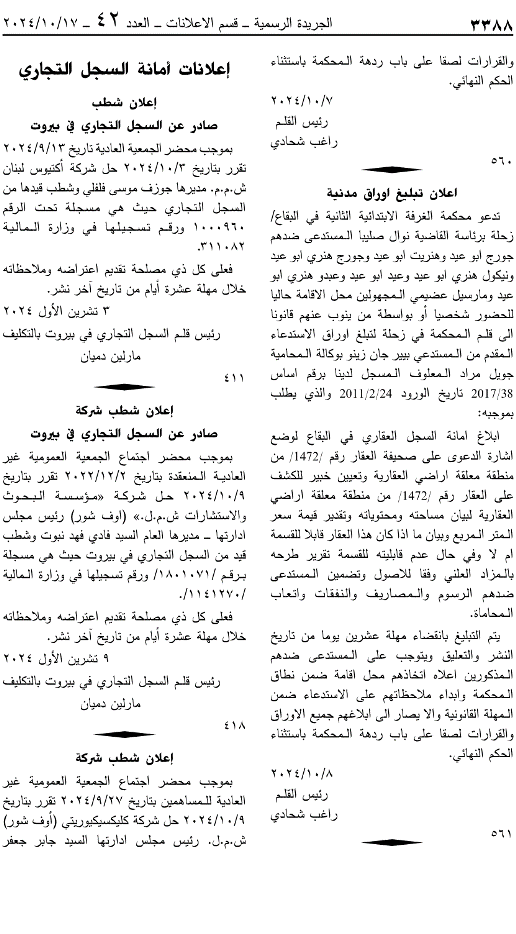 ٣٣٨٨
الجريدة الرسمية ـ قسم الاعلانات ـ العدد ٤٢ ـ ٢٠٢٤/١٠/١٧
والقرارات لصقا على باب ردهة المحكمة باستثناء
الحكم النهائي.
٢٠٢٤/١٠/٧
رئيس القلم
راغب شحادي
٥٦٠
اعلان تبليغ اوراق مدنية
تدعو محكمة الغرفة الابتدائية الثانية في البقاع/
زحلة برئاسة القاضية نوال صليبا المستدعى ضدهم
جورج ابو عيد وهنريت ابو عيد وجورج هنري ابو عيد
ونيكول هنري ابو عيد وعيد ابو عيد وعبدو هنري ابو
عيد ومارسيل عضيمي المجهولين محل الاقامة حاليا
للحضور شخصيا أو بواسطة من ينوب عنهم قانونا
الى قلم المحكمة في زحلة لتبلغ اوراق الاستدعاء
المقدم من المستدعي بيير جان زينو بوكالة المحامية
جويل مراد المعلوف المسجل لدينا برقم اساس
2017/38 تاريخ الورود 2011/2/24 والذي يطلب
بموجبه:
ابلاغ امانة السجل العقاري في البقاع لوضع
اشارة الدعوى على صحيفة العقار رقم /1472/ من
منطقة معلقة اراضي العقارية وتعيين خبير للكشف
على العقار رقم /1472/ من منطقة معلقة اراضي
العقارية لبيان مساحته ومحتوياته وتقدير قيمة سعر
المتر المربع وبيان ما اذا كان هذا العقار قابلا للقسمة
ام لا وفي حال عدم قابليته للقسمة تقرير طرحه
بالمزاد العلني وفقا للاصول وتضمين المستدعى
ضدهم الرسوم والمصاريف والنفقات واتعاب
المحاماة.
يتم التبليغ بانقضاء مهلة عشرين يوما من تاريخ
النشر والتعليق ويتوجب على المستدعى ضدهم
المذكورين اعلاه اتخاذهم محل اقامة ضمن نطاق
المحكمة وابداء ملاحظاتهم على الاستدعاء ضمن
المهلة القانونية والا يصار الى ابلاغهم جميع الاوراق
والقرارات لصقا على باب ردهة المحكمة باستثناء
الحكم النهائي.
٢٠٢٤/١٠/٨
رئيس القلم
راغب شحادي
٥٦١
إعلانات أمانة السجل التجاري
إعلان شطب
صادر عن السجل التجاري في بيروت
بموجب محضر الجمعية العادية تاريخ ٢٠٢٤/٩/١٣
تقرر بتاريخ ٢٠٢٤/١٠/٣ حل شركة أكتيوس لبنان
ش.م.م. مديرها جوزف موسى فلفلي وشطب قيدها من
السجل التجاري حيث هي مسجلة تحت الرقم
١٠٠٠٩٦٠ ورقم تسجيلها في وزارة المالية
٣١١٠٨٢.
فعلى كل ذي مصلحة تقديم اعتراضه وملاحظاته
خلال مهلة عشرة أيام من تاريخ آخر نشر.
٣ تشرين الأول ٢٠٢٤
رئيس قلم السجل التجاري في بيروت بالتكليف
مارلين دميان
٤١١
إعلان شطب شركة
صادر عن السجل التجاري في بيروت
بموجب محضر اجتماع الجمعية العمومية غير
العادية المنعقدة بتاريخ ٢٠٢٢/١٢/٢ تقرر بتاريخ
٢٠٢٤/١٠/٩ حل شركة «مؤسسة البحوث
والاستشارات ش.م.ل.» (اوف شور) رئيس مجلس
ادارتها ـ مديرها العام السيد فادي فهد نبوت وشطب
قيد من السجل التجاري في بيروت حيث هي مسجلة
برقم /١٨٠١٠٧١/ ورقم تسجيلها في وزارة المالية
/١١٤١٢٧٠/.
فعلى كل ذي مصلحة تقديم اعتراضه وملاحظاته
خلال مهلة عشرة أيام من تاريخ آخر نشر.
٩ تشرين الأول ٢٠٢٤
رئيس قلم السجل التجاري في بيروت بالتكليف
مارلين دميان
٤١٨
إعلان شطب شركة
بموجب محضر اجتماع الجمعية العمومية غير
العادية للمساهمين بتاريخ ٢٠٢٤/٩/٢٧ تقرر بتاريخ
٢٠٢٤/١٠/٩ حل شركة كليكسيكيوريتي (أوف شور)
ش.م.ل. رئيس مجلس ادارتها السيد جابر جعفر